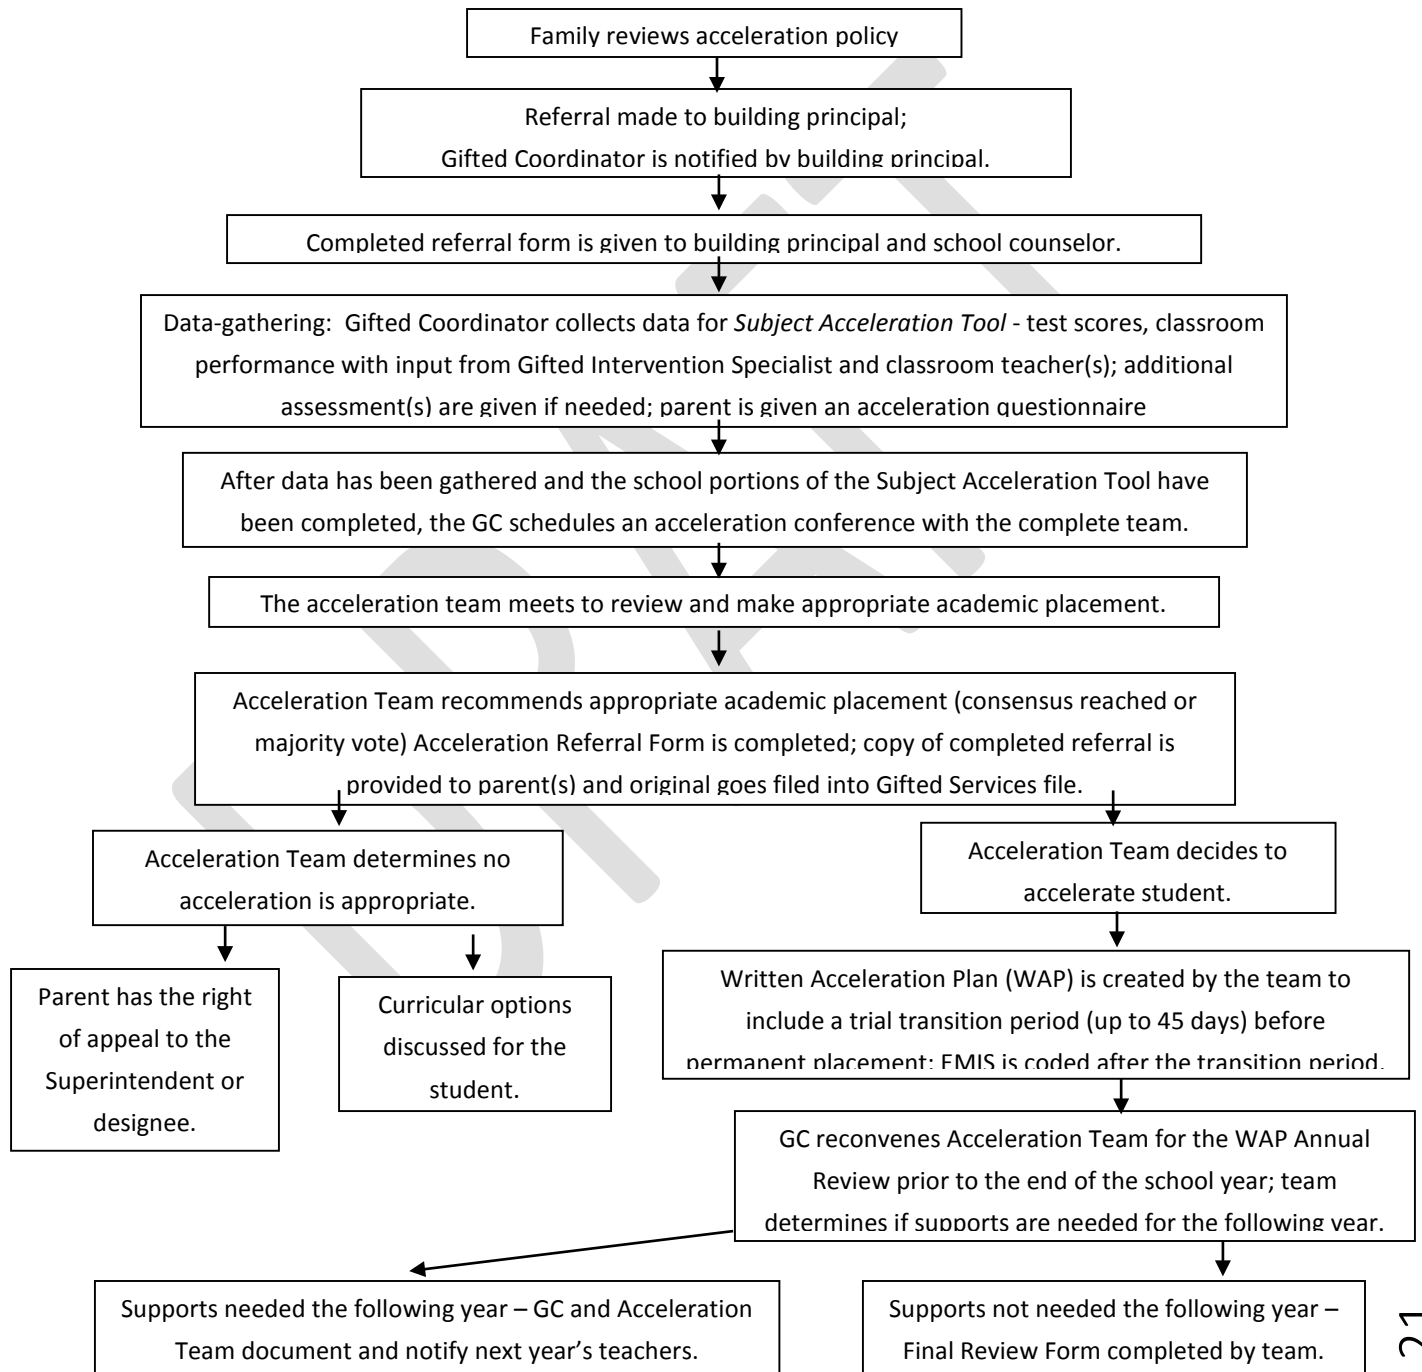 Family reviews acceleration policy
Referral made to building principal;
Gifted Coordinator is notified by building principal.
Completed referral form is given to building principal and school counselor.
Data-gathering: Gifted Coordinator collects data for Subject Acceleration Tool - test scores, classroom
performance with input from Gifted Intervention Specialist and classroom teacher(s); additional
assessment(s) are given if needed; parent is given an acceleration questionnaire
After data has been gathered and the school portions of the Subject Acceleration Tool have
been completed, the GC schedules an acceleration conference with the complete team.
The acceleration team meets to review and make appropriate academic placement.
Acceleration Team recommends appropriate academic placement (consensus reached or
majority vote) Acceleration Referral Form is completed; copy of completed referral is
provided to parent(s) and original goes filed into Gifted Services file.
Acceleration Team determines no
acceleration is appropriate.
Acceleration Team decides to
accelerate student.
Parent has the right
of appeal to the
Superintendent or
designee.
Curricular options
discussed for the
student.
Written Acceleration Plan (WAP) is created by the team to
include a trial transition period (up to 45 days) before
permanent placement; EMIS is coded after the transition period.
GC reconvenes Acceleration Team for the WAP Annual
Review prior to the end of the school year; team
determines if supports are needed for the following year.
Supports needed the following year – GC and Acceleration
Team document and notify next year's teachers.
Supports not needed the following year –
Final Review Form completed by team.
21
DRAFT